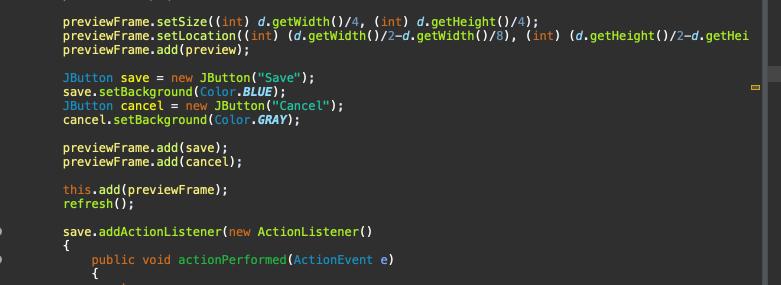 previewFrame.setSize((int) d.getWidth()/4, (int) d.getHeight()/4);
previewFrame.setLocation((int) (d.getWidth()/2-d.getWidth()/8), (int) (d.getHeight()/2-d.getHei
previewFrame.add(preview);
JButton save = new JButton("Save");
save.setBackground(Color.BLUE);
JButton cancel = new JButton("Cancel");
cancel.setBackground(Color.GRAY);
previewFrame.add(save);
previewFrame.add(cancel);
this.add(previewFrame);
refresh();
save.addActionListener(new ActionListener()
{
public void actionPerformed(ActionEvent e)
{